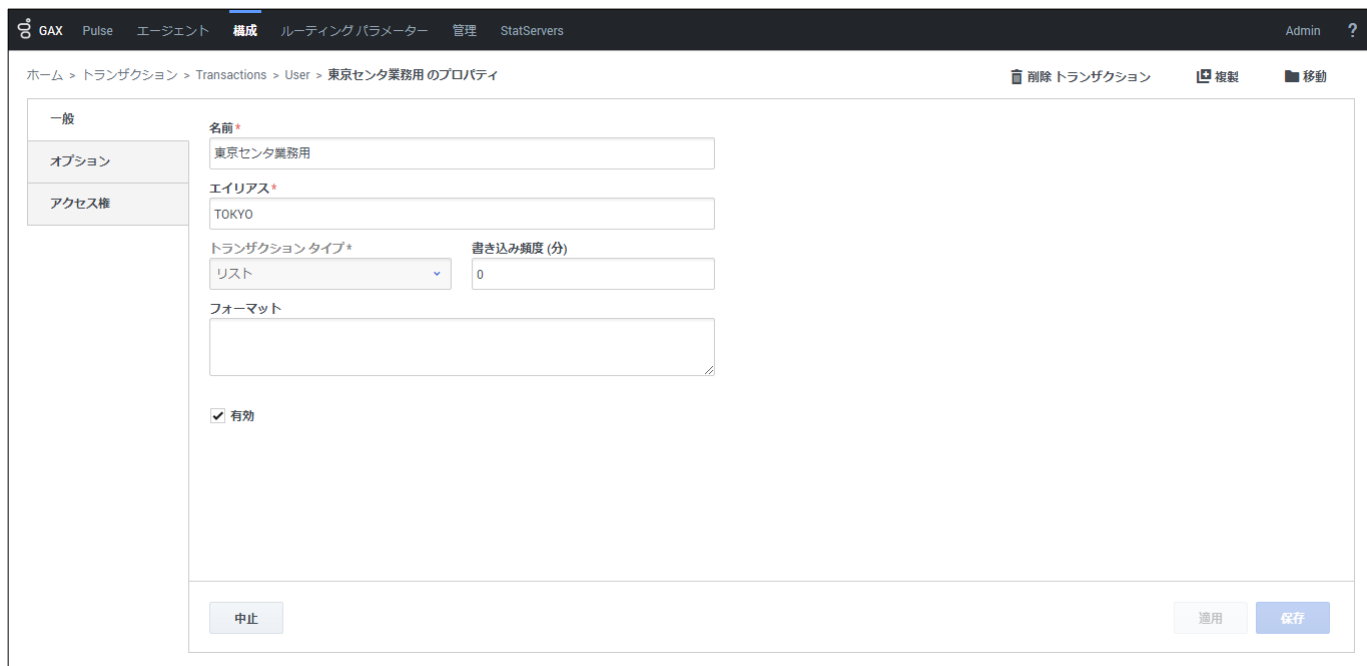 GAX Pulse エージェント 構成 ルーティング パラメーター 管理 StatServers Admin ?
ホーム > トランザクション > Transactions > User > 東京センタ業務用 のプロパティ 削除 トランザクション 複製 移動
一般
オプション
アクセス権
名前*
東京センタ業務用
エイリアス*
TOKYO
トランザクション タイプ* 書き込み頻度 (分)
リスト 0
フォーマット
有効
中止 適用 保存